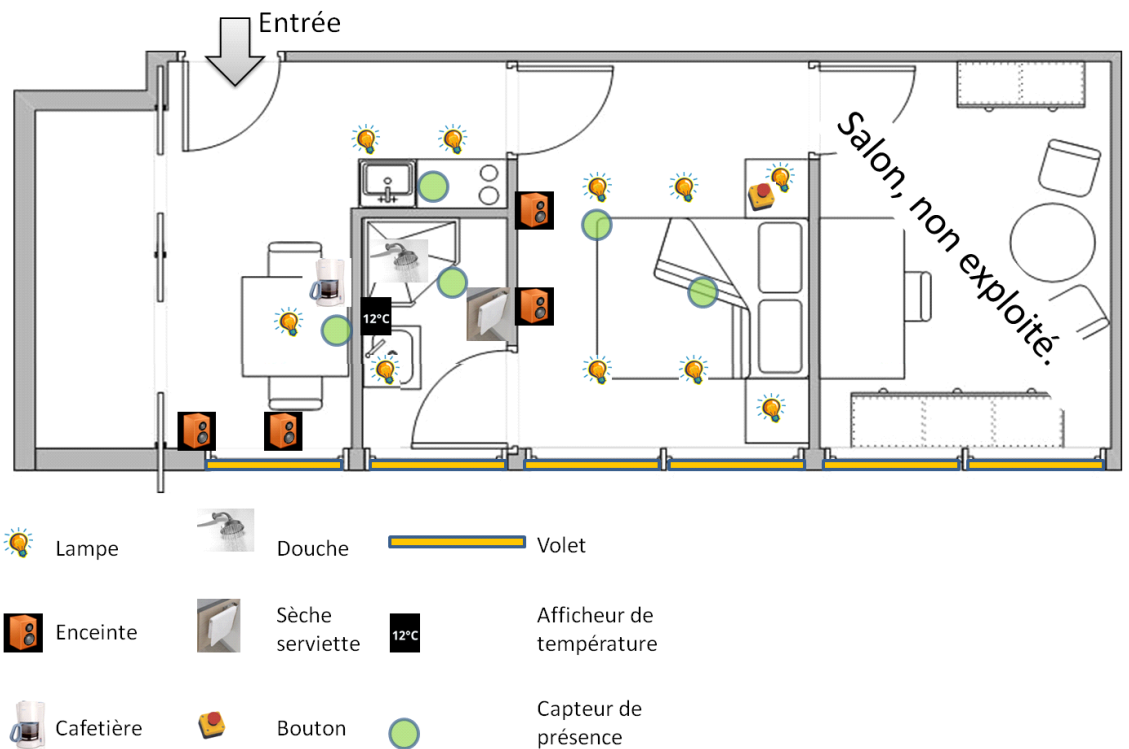 Entrée
Salon, non exploité.
12°C
Lampe
Douche
Volet
Enceinte
Sèche
serviette
12°C
Afficheur de
température
Cafetière
Bouton
Capteur de
présence